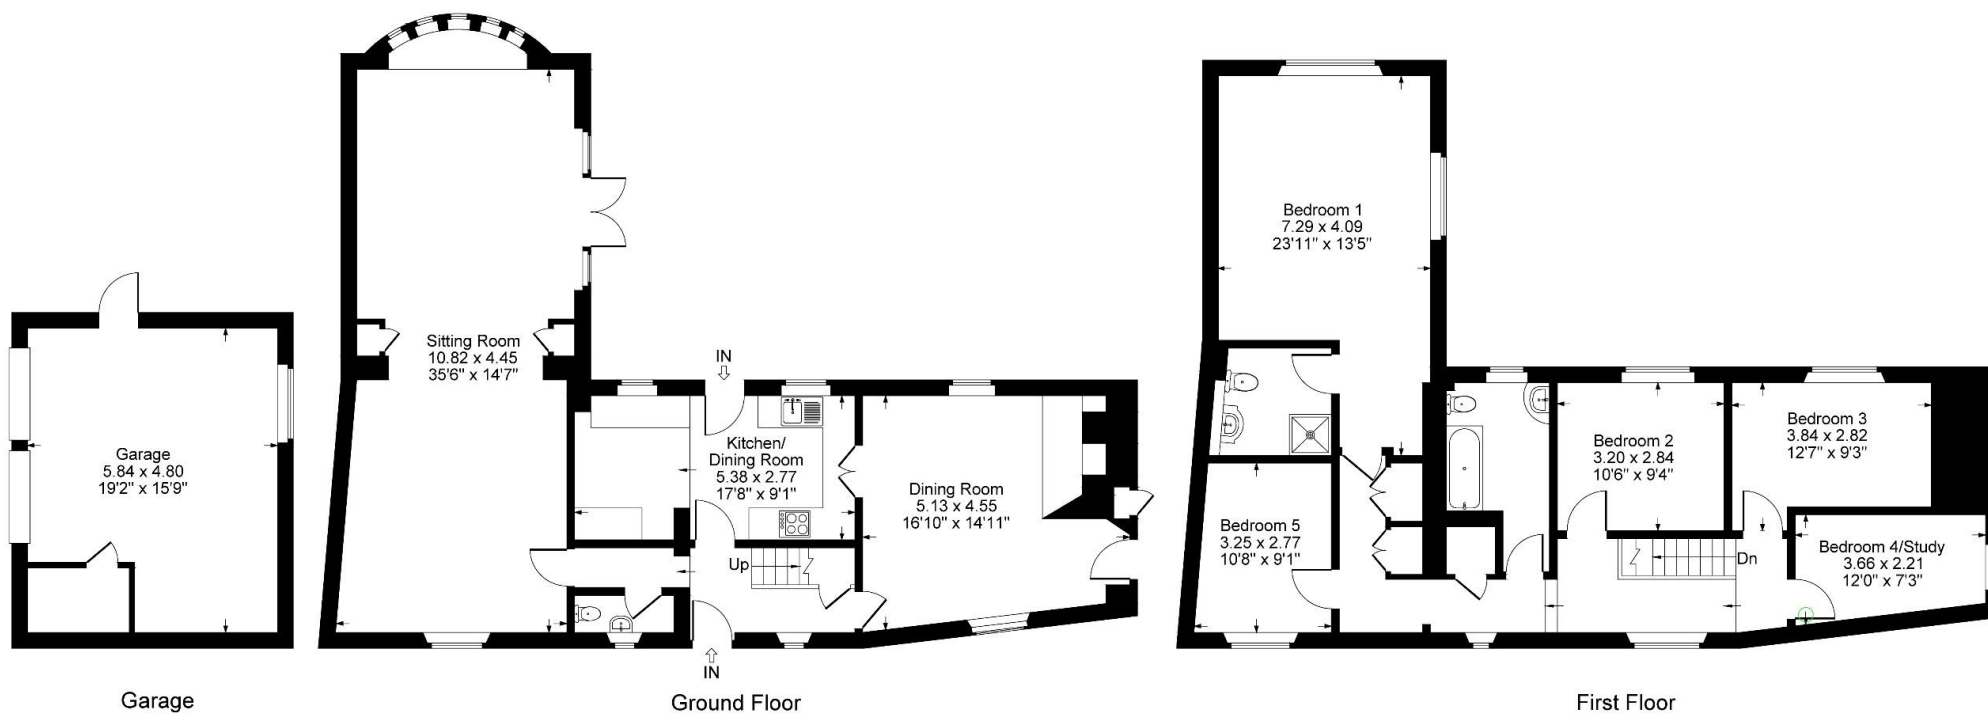 Garage
5.84 x 4.80
19'2" x 15'9"
Garage
Sitting Room
10.82 x 4.45
35'6" x 14'7"
IN
Kitchen/
Dining Room
5.38 x 2.77
17'8" x 9'1"
Dining Room
5.13 x 4.55
16'10" x 14'11"
Up
IN
Ground Floor
Bedroom 1
7.29 x 4.09
23'11" x 13'5"
Bedroom 2
3.20 x 2.84
10'6" x 9'4"
Bedroom 3
3.84 x 2.82
12'7" x 9'3"
Bedroom 5
3.25 x 2.77
10'8" x 9'1"
Dn
Bedroom 4/Study
3.66 x 2.21
12'0" x 7'3"
First Floor